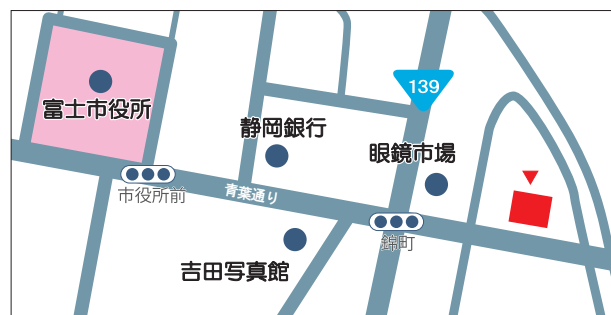 139
富士市役所
静岡銀行
眼鏡市場
市役所前
青葉通り
錦町
吉田写真館